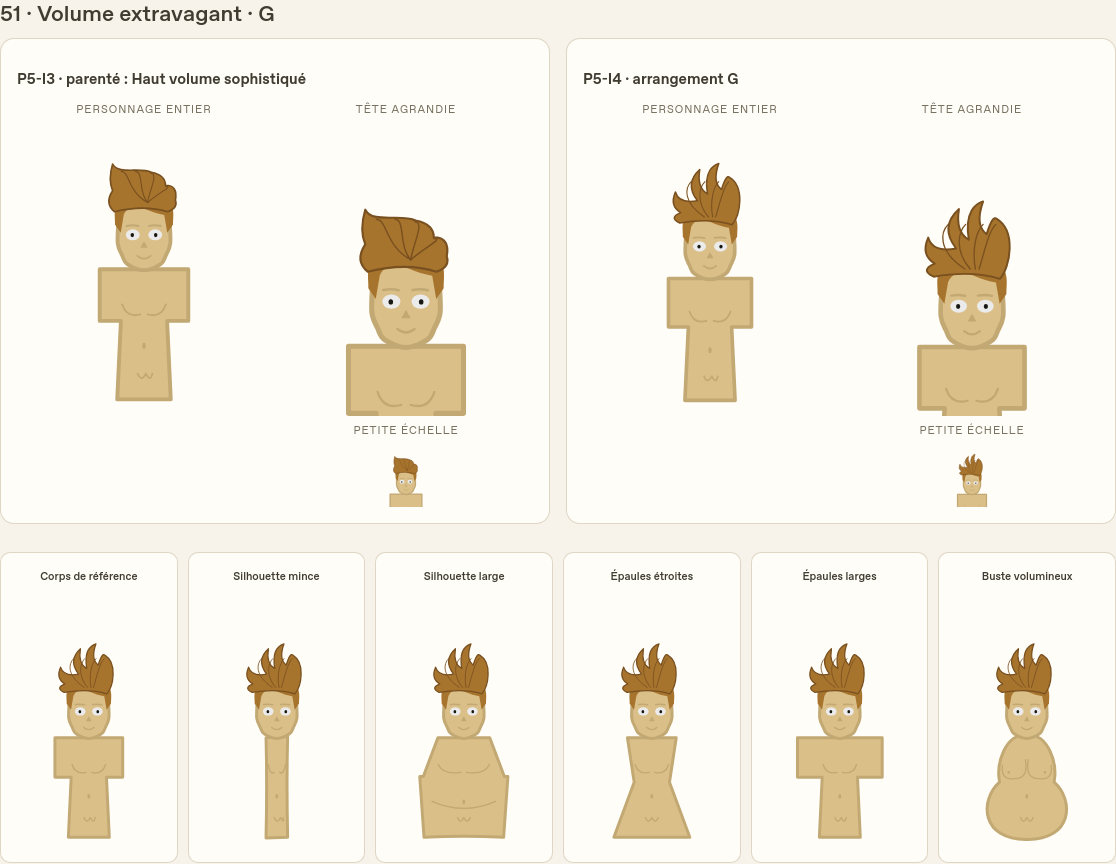 51 · Volume extravagant · G
P5-I3 · parenté : Haut volume sophistiqué
PERSONNAGE ENTIER
TÊTE AGRANDIE
PETITE ÉCHELLE
P5-I4 · arrangement G
PERSONNAGE ENTIER
TÊTE AGRANDIE
PETITE ÉCHELLE
Corps de référence
Silhouette mince
Silhouette large
Épaules étroites
Épaules larges
Buste volumineux